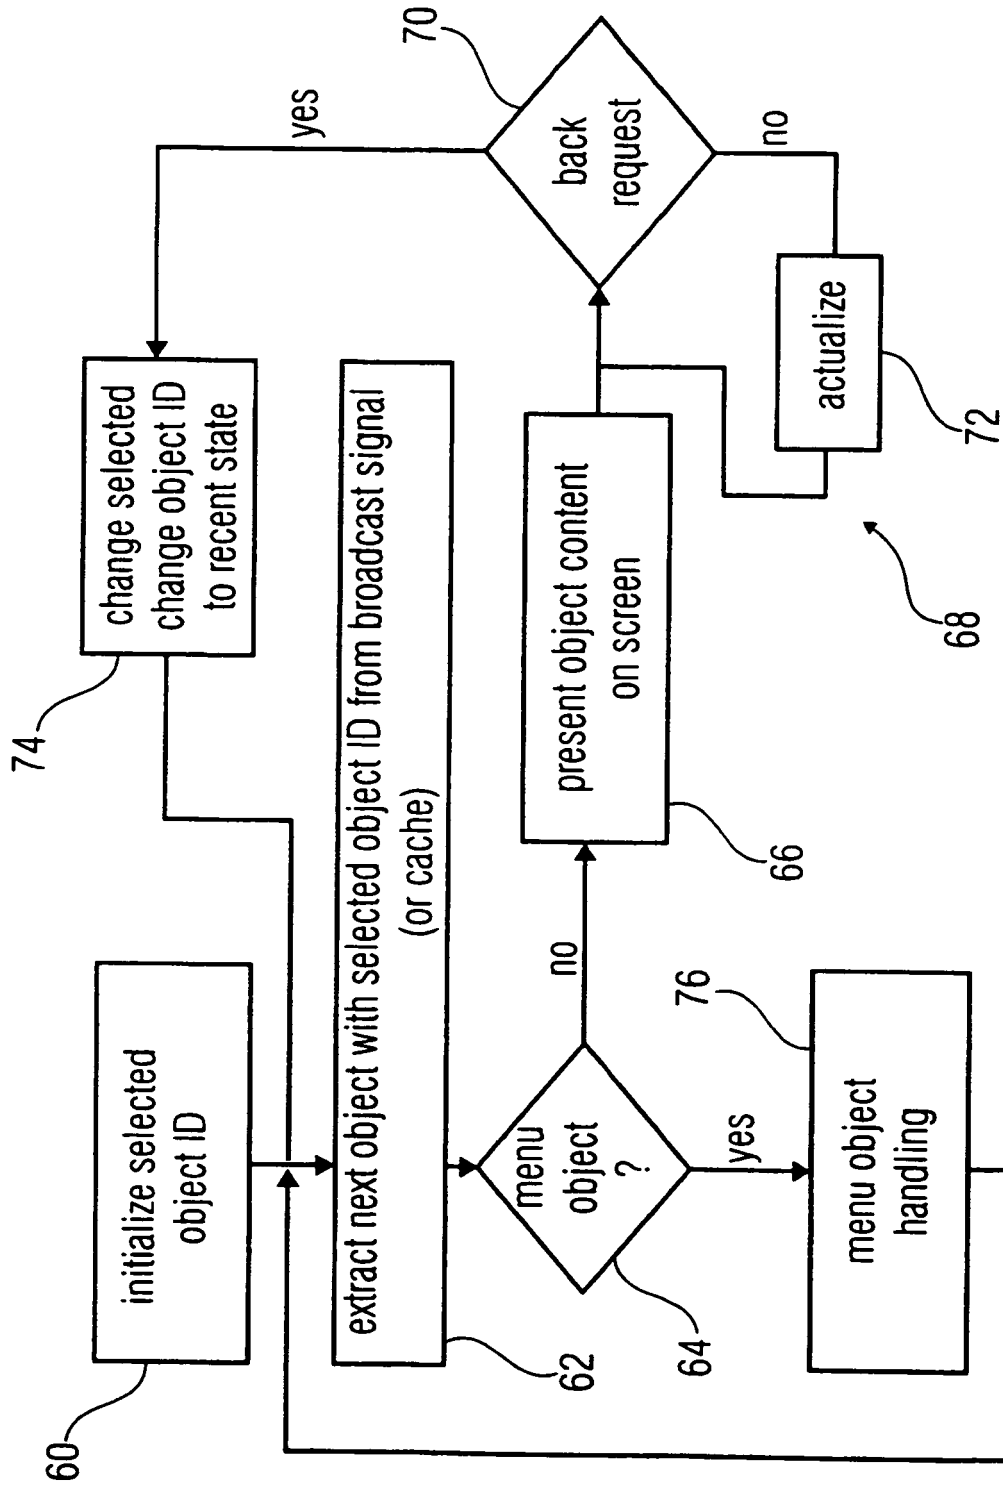 60
initialize selected
object ID
74
change selected
change object ID
to recent state
yes
70
back
request
no
62
extract next object with selected object ID from broadcast signal
(or cache)
64
menu
object
?
no
66
present object content
on screen
actualize
72
68
yes
76
menu object
handling